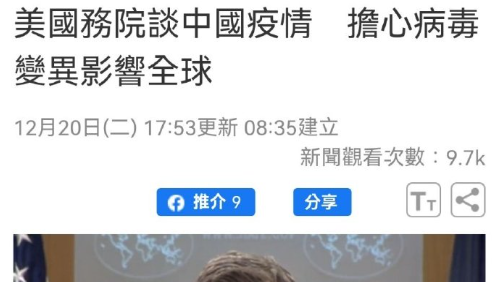 美國務院談中國疫情　擔心病毒
變異影響全球
12月20日(二) 17:53更新 08:35建立
新聞觀看次數：9.7k
推介 9 分享 TT